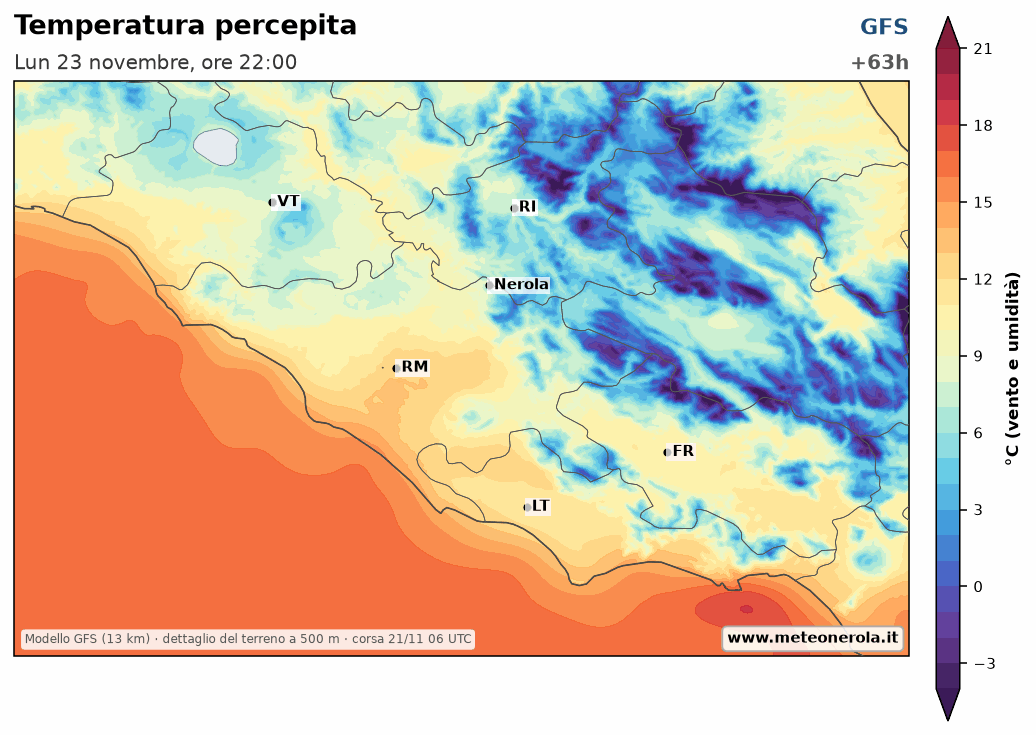 Temperatura percepita
GFS
Lun 23 novembre, ore 22:00
+63h
VT
RI
Nerola
RM
FR
LT
Modello GFS (13 km) · dettaglio del terreno a 500 m · corsa 21/11 06 UTC
www.meteonerola.it
21
18
15
12
9
6
3
0
−3
°C (vento e umidità)